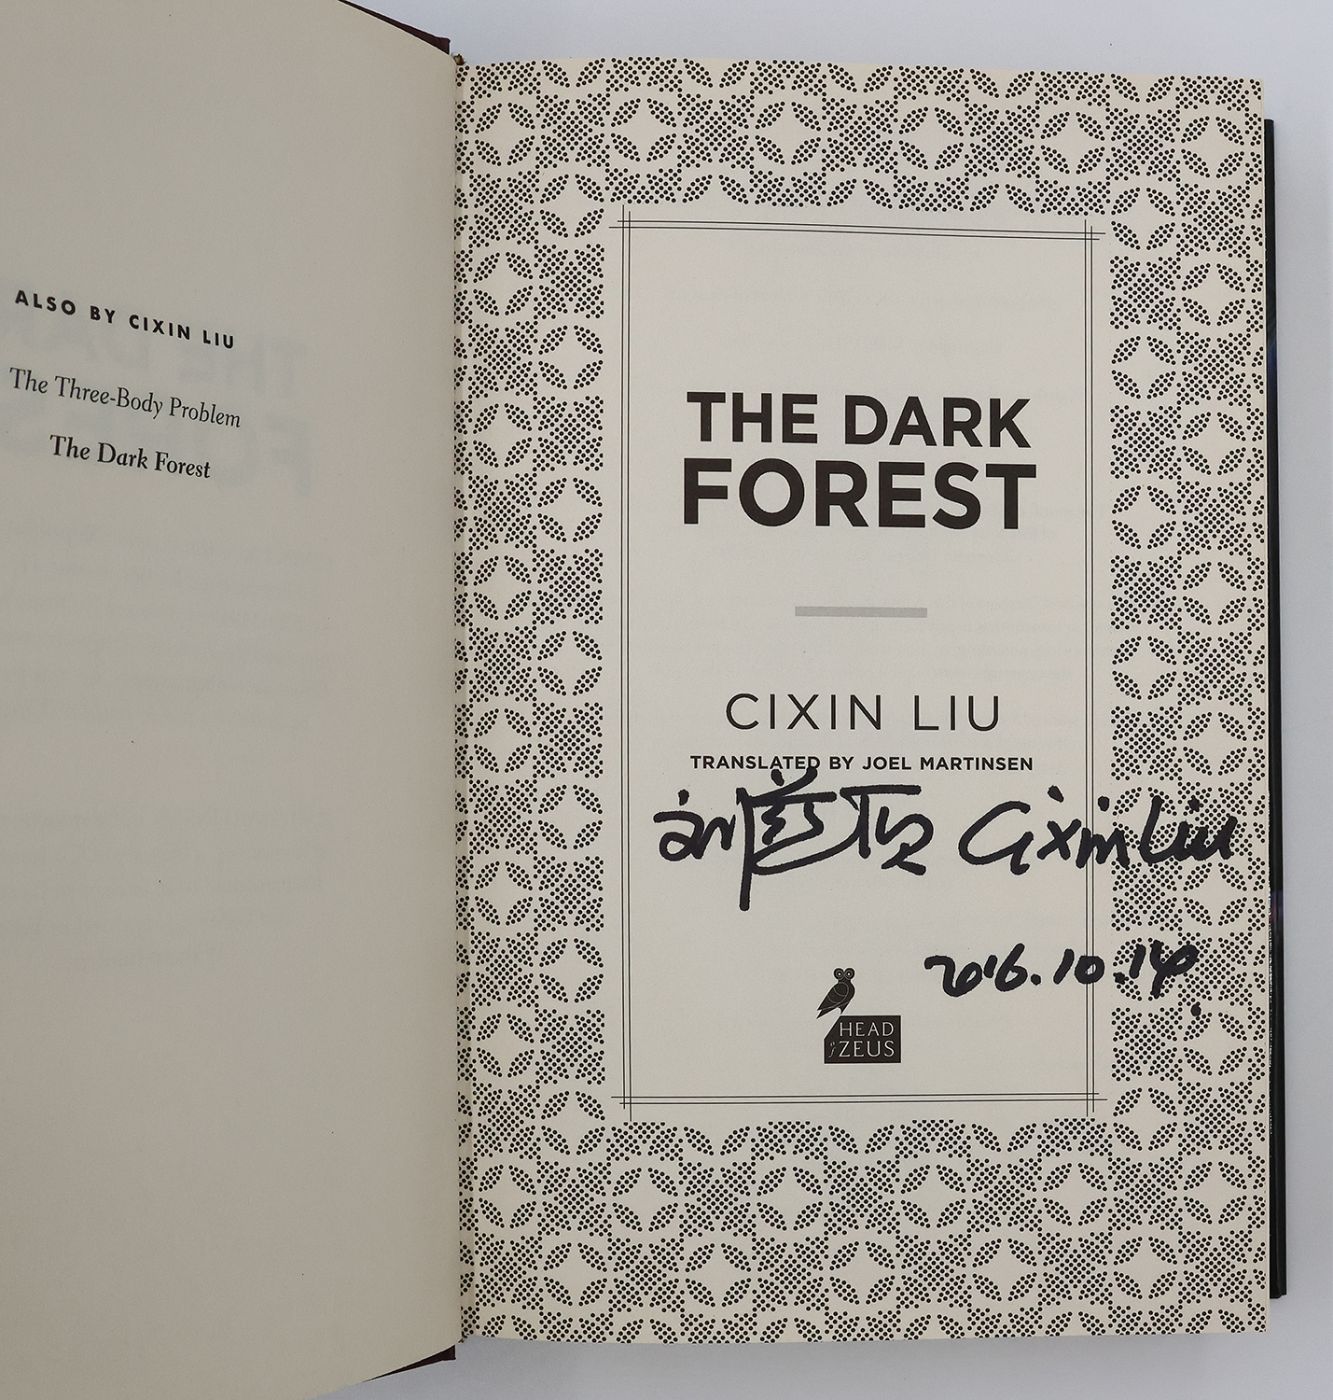 ALSO BY CIXIN LIU
The Three-Body Problem
The Dark Forest
THE DARK
FOREST
CIXIN LIU
TRANSLATED BY JOEL MARTINSEN
刘慈欣 Cixin Liu
2016.10.14.
HEAD
of ZEUS